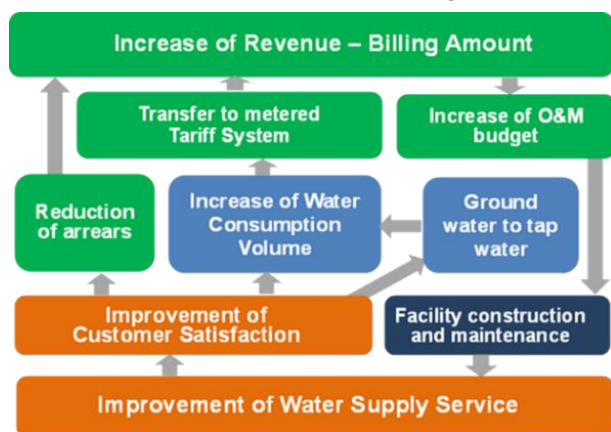 Increase of Revenue – Billing Amount
Transfer to metered
Tariff System
Increase of O&M
budget
Reduction
of arrears
Increase of Water
Consumption
Volume
Ground
water to tap
water
Improvement of
Customer Satisfaction
Facility construction
and maintenance
Improvement of Water Supply Service